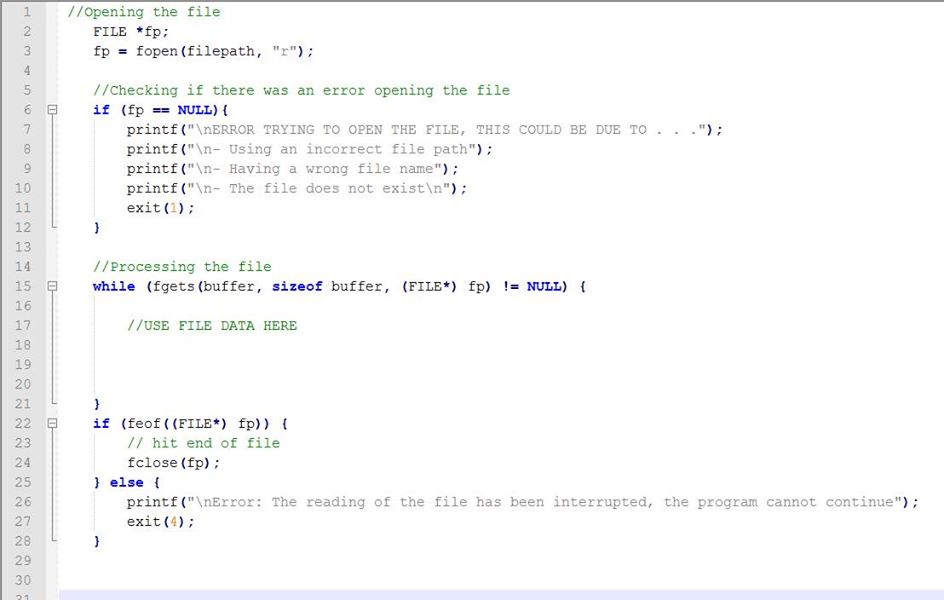 1 //Opening the file
2 FILE *fp;
3 fp = fopen(filepath, "r");
4
5 //Checking if there was an error opening the file
6 if (fp == NULL){
7 printf("\nERROR TRYING TO OPEN THE FILE, THIS COULD BE DUE TO . . .");
8 printf("\n- Using an incorrect file path");
9 printf("\n- Having a wrong file name");
10 printf("\n- The file does not exist\n");
11 exit(1);
12 }
13
14 //Processing the file
15 while (fgets(buffer, sizeof buffer, (FILE*) fp) != NULL) {
16
17 //USE FILE DATA HERE
18
19
20
21 }
22 if (feof((FILE*) fp)) {
23 // hit end of file
24 fclose(fp);
25 } else {
26 printf("\nError: The reading of the file has been interrupted, the program cannot continue");
27 exit(4);
28 }
29
30
31